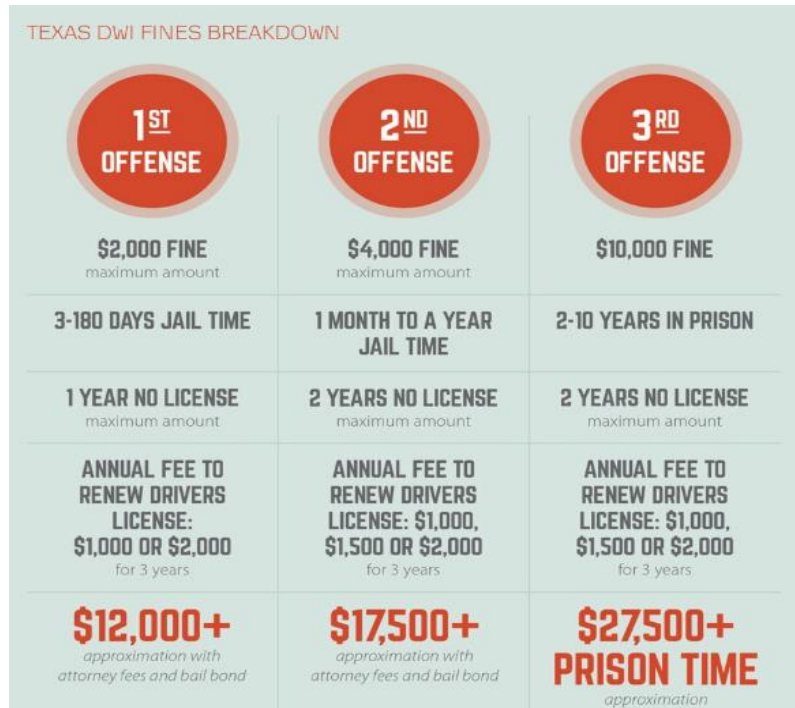 TEXAS DWI FINES BREAKDOWN
1ST
OFFENSE
$2,000 FINE
maximum amount
3-180 DAYS JAIL TIME
1 YEAR NO LICENSE
maximum amount
ANNUAL FEE TO
RENEW DRIVERS
LICENSE:
$1,000 OR $2,000
for 3 years
$12,000+
approximation with
attorney fees and bail bond
2ND
OFFENSE
$4,000 FINE
maximum amount
1 MONTH TO A YEAR
JAIL TIME
2 YEARS NO LICENSE
maximum amount
ANNUAL FEE TO
RENEW DRIVERS
LICENSE: $1,000,
$1,500 OR $2,000
for 3 years
$17,500+
approximation with
attorney fees and bail bond
3RD
OFFENSE
$10,000 FINE
2-10 YEARS IN PRISON
2 YEARS NO LICENSE
maximum amount
ANNUAL FEE TO
RENEW DRIVERS
LICENSE: $1,000,
$1,500 OR $2,000
for 3 years
$27,500+
PRISON TIME
approximation